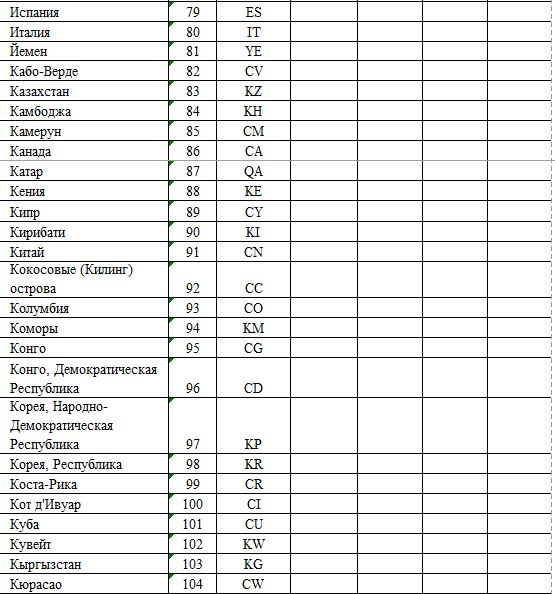 Испания 79 ES
Италия 80 IT
Йемен 81 YE
Кабо-Верде 82 CV
Казахстан 83 KZ
Камбоджа 84 KH
Камерун 85 CM
Канада 86 CA
Катар 87 QA
Кения 88 KE
Кипр 89 CY
Кирибати 90 KI
Китай 91 CN
Кокосовые (Килинг)
острова 92 CC
Колумбия 93 CO
Коморы 94 KM
Конго 95 CG
Конго, Демократическая
Республика 96 CD
Корея, Народно-
Демократическая
Республика 97 KP
Корея, Республика 98 KR
Коста-Рика 99 CR
Кот д'Ивуар 100 CI
Куба 101 CU
Кувейт 102 KW
Кыргызстан 103 KG
Кюрасао 104 CW